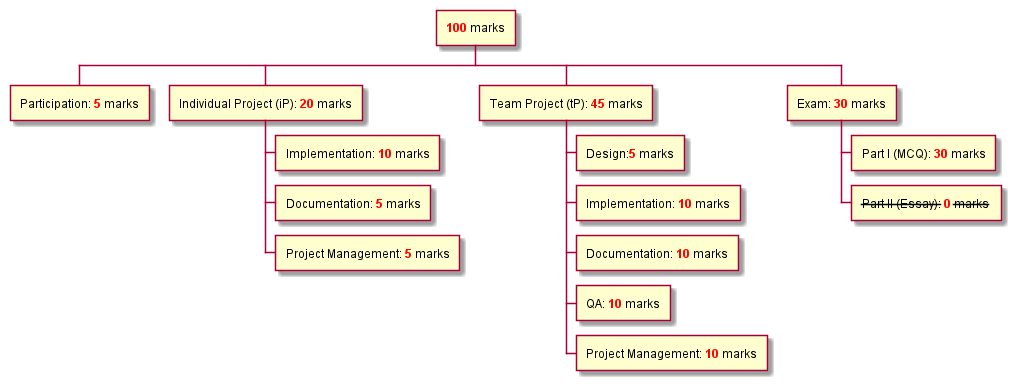 100 marks
Participation: 5 marks
Individual Project (iP): 20 marks
Team Project (tP): 45 marks
Exam: 30 marks
Implementation: 10 marks
Documentation: 5 marks
Project Management: 5 marks
Design:5 marks
Implementation: 10 marks
Documentation: 10 marks
QA: 10 marks
Project Management: 10 marks
Part I (MCQ): 30 marks
Part II (Essay): 0 marks